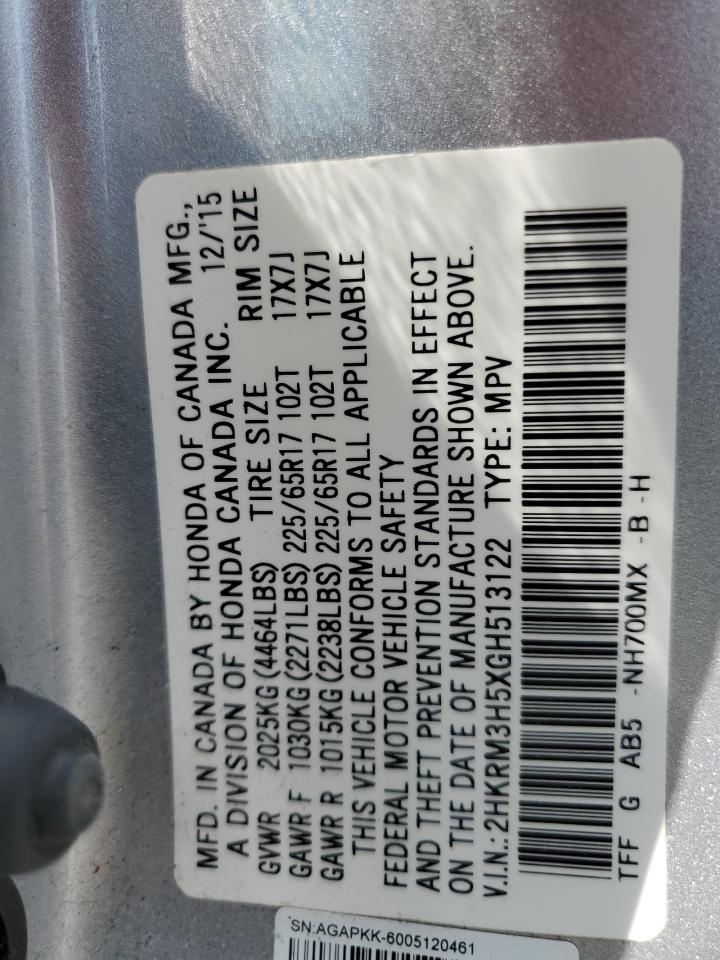 MFD. IN CANADA BY HONDA OF CANADA MFG.,
A DIVISION OF HONDA CANADA INC. 12/'15
GVWR 2025KG(4464LBS) TIRE SIZE RIM SIZE
GAWR F 1030KG(2271LBS) 225/65R17 102T 17X7J
GAWR R 1015KG(2238LBS) 225/65R17 102T 17X7J
THIS VEHICLE CONFORMS TO ALL APPLICABLE
FEDERAL MOTOR VEHICLE SAFETY
AND THEFT PREVENTION STANDARDS IN EFFECT
ON THE DATE OF MANUFACTURE SHOWN ABOVE.
V.I.N.: 2HKRM3H5XGH513122 TYPE: MPV
TFF G AB5 -NH700MX -B -H
SN:AGAPKK-6005120461